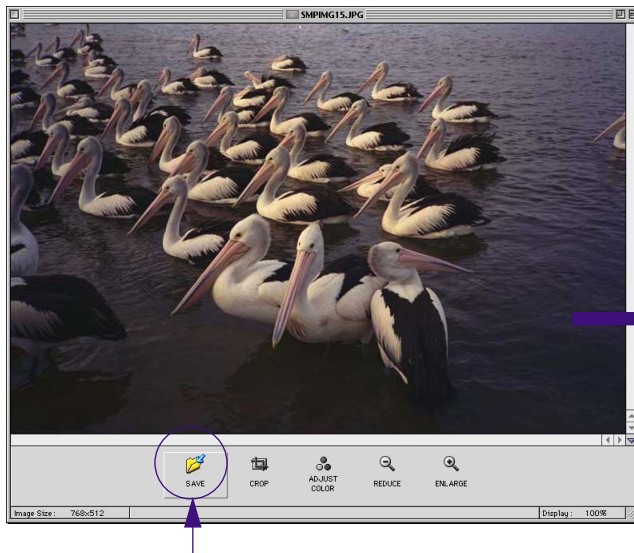 SMPIMG15.JPG
SAVE
CROP
ADJUST
COLOR
REDUCE
ENLARGE
Image Size: 768x512
Display: 100%